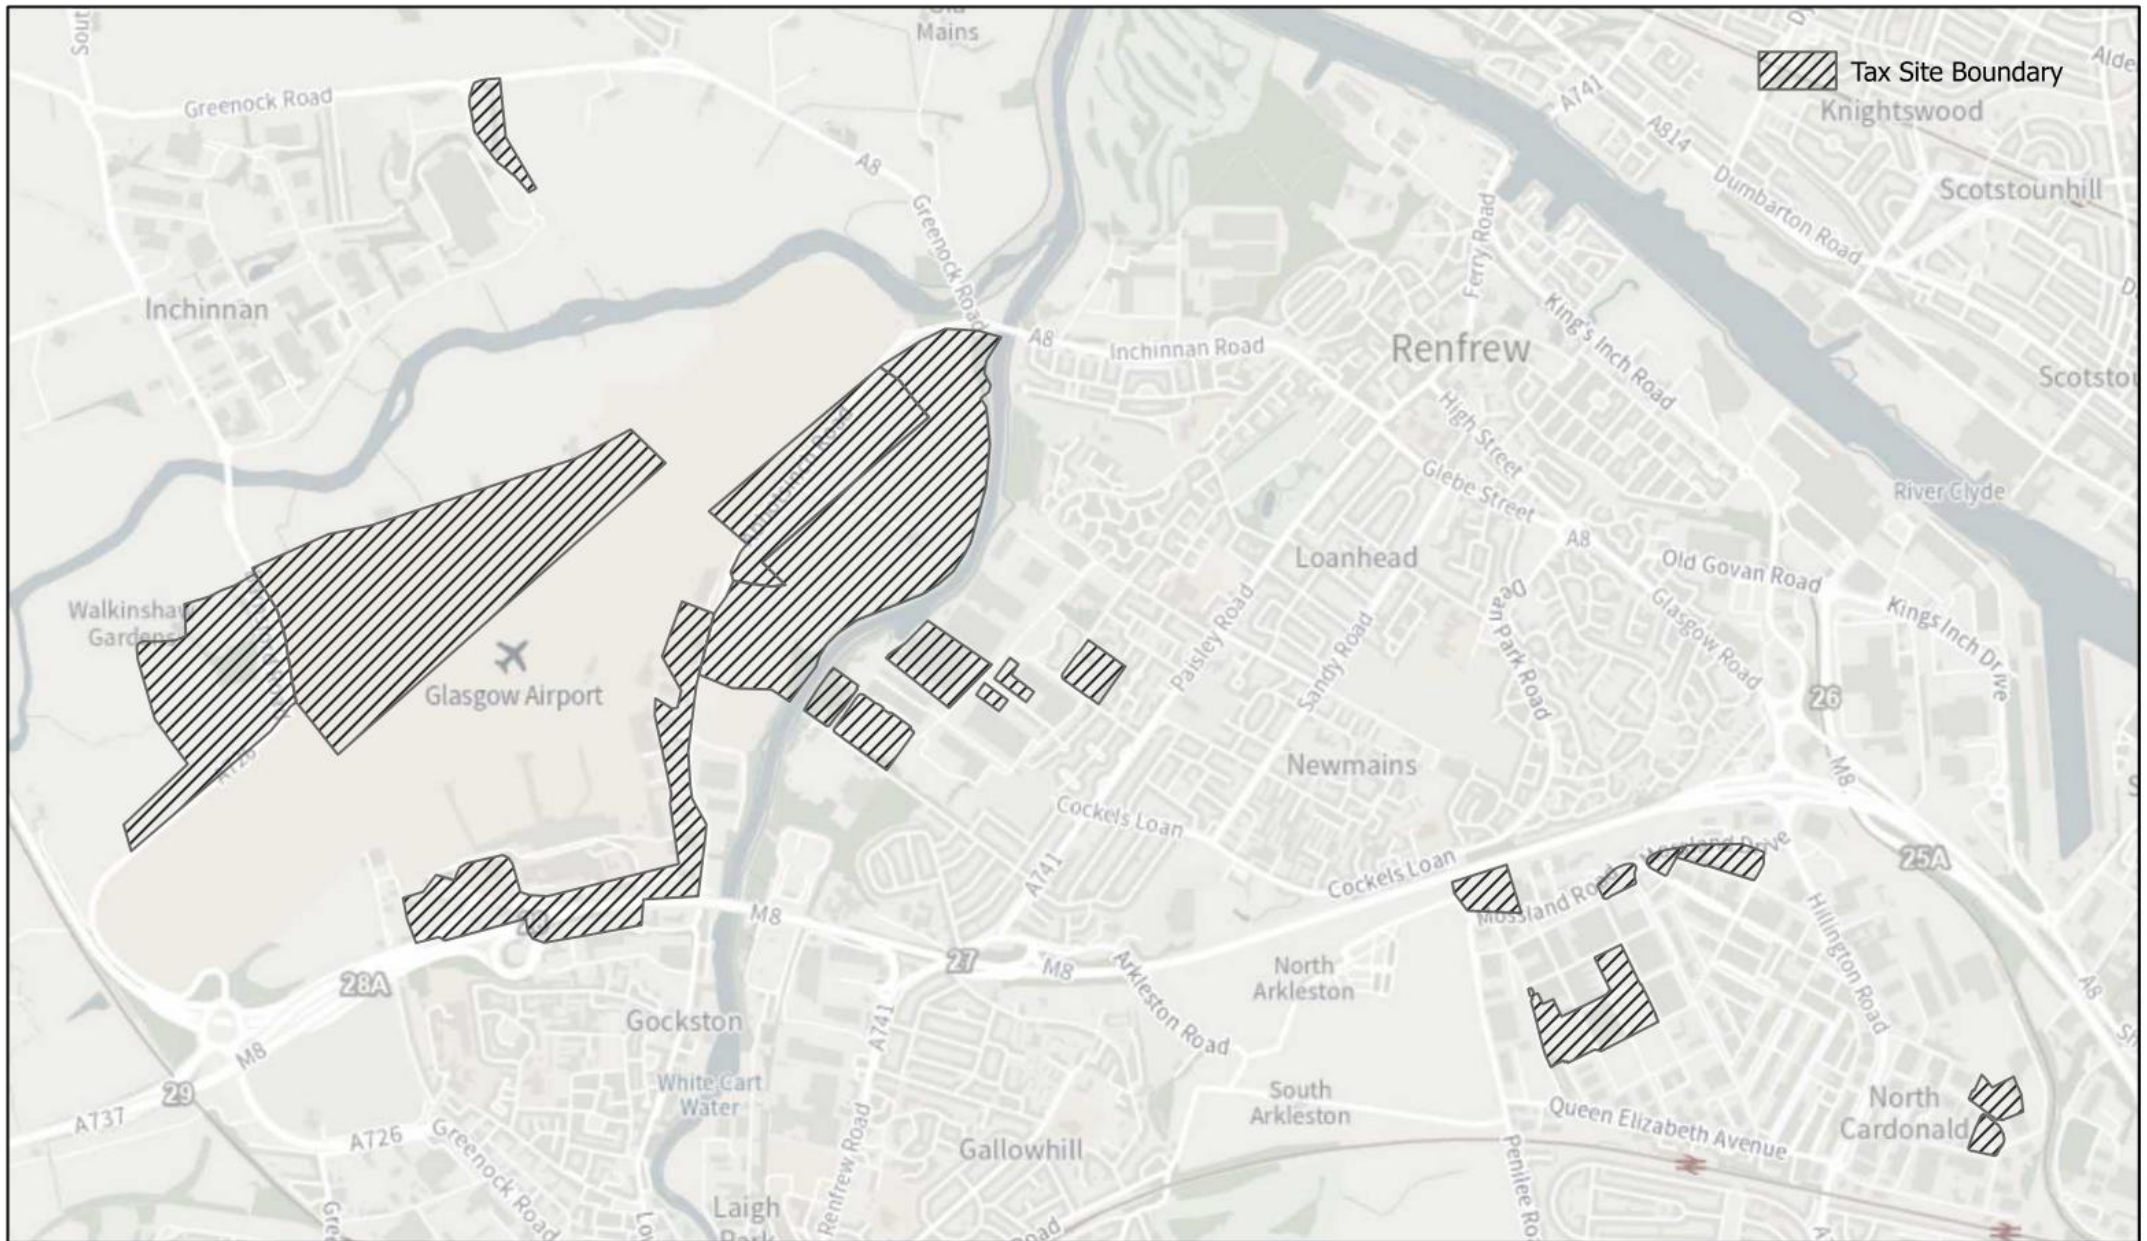 Mains
Tax Site Boundary
Knightswood
Greenock Road
A741
A814
A8
Dumbarton Road
Scotstounhill
Greenock Road
Ferry Road
Inchinnan
King's Inch Road
A8
Inchinnan Road
Renfrew
High Street
Glebe Street
River Clyde
Loanhead
A8
Old Govan Road
Walkinshaw
Gardens
Dean Park Road
Glasgow Road
Kings Inch Drive
Paisley Road
Sandy Road
Glasgow Airport
26
Newmains
M8
Cockels Loan
A741
Cockels Loan
25A
Mossland Road
Hillington Road
M8
27
M8
Arkleston Road
North
Arkleston
28A
A8
Gockston
A741
M8
29
White Cart
Water
South
Arkleston
North
Cardonald
A737
A726
Greenock Road
Queen Elizabeth Avenue
Gallowhill
Renfrew Road
Laigh